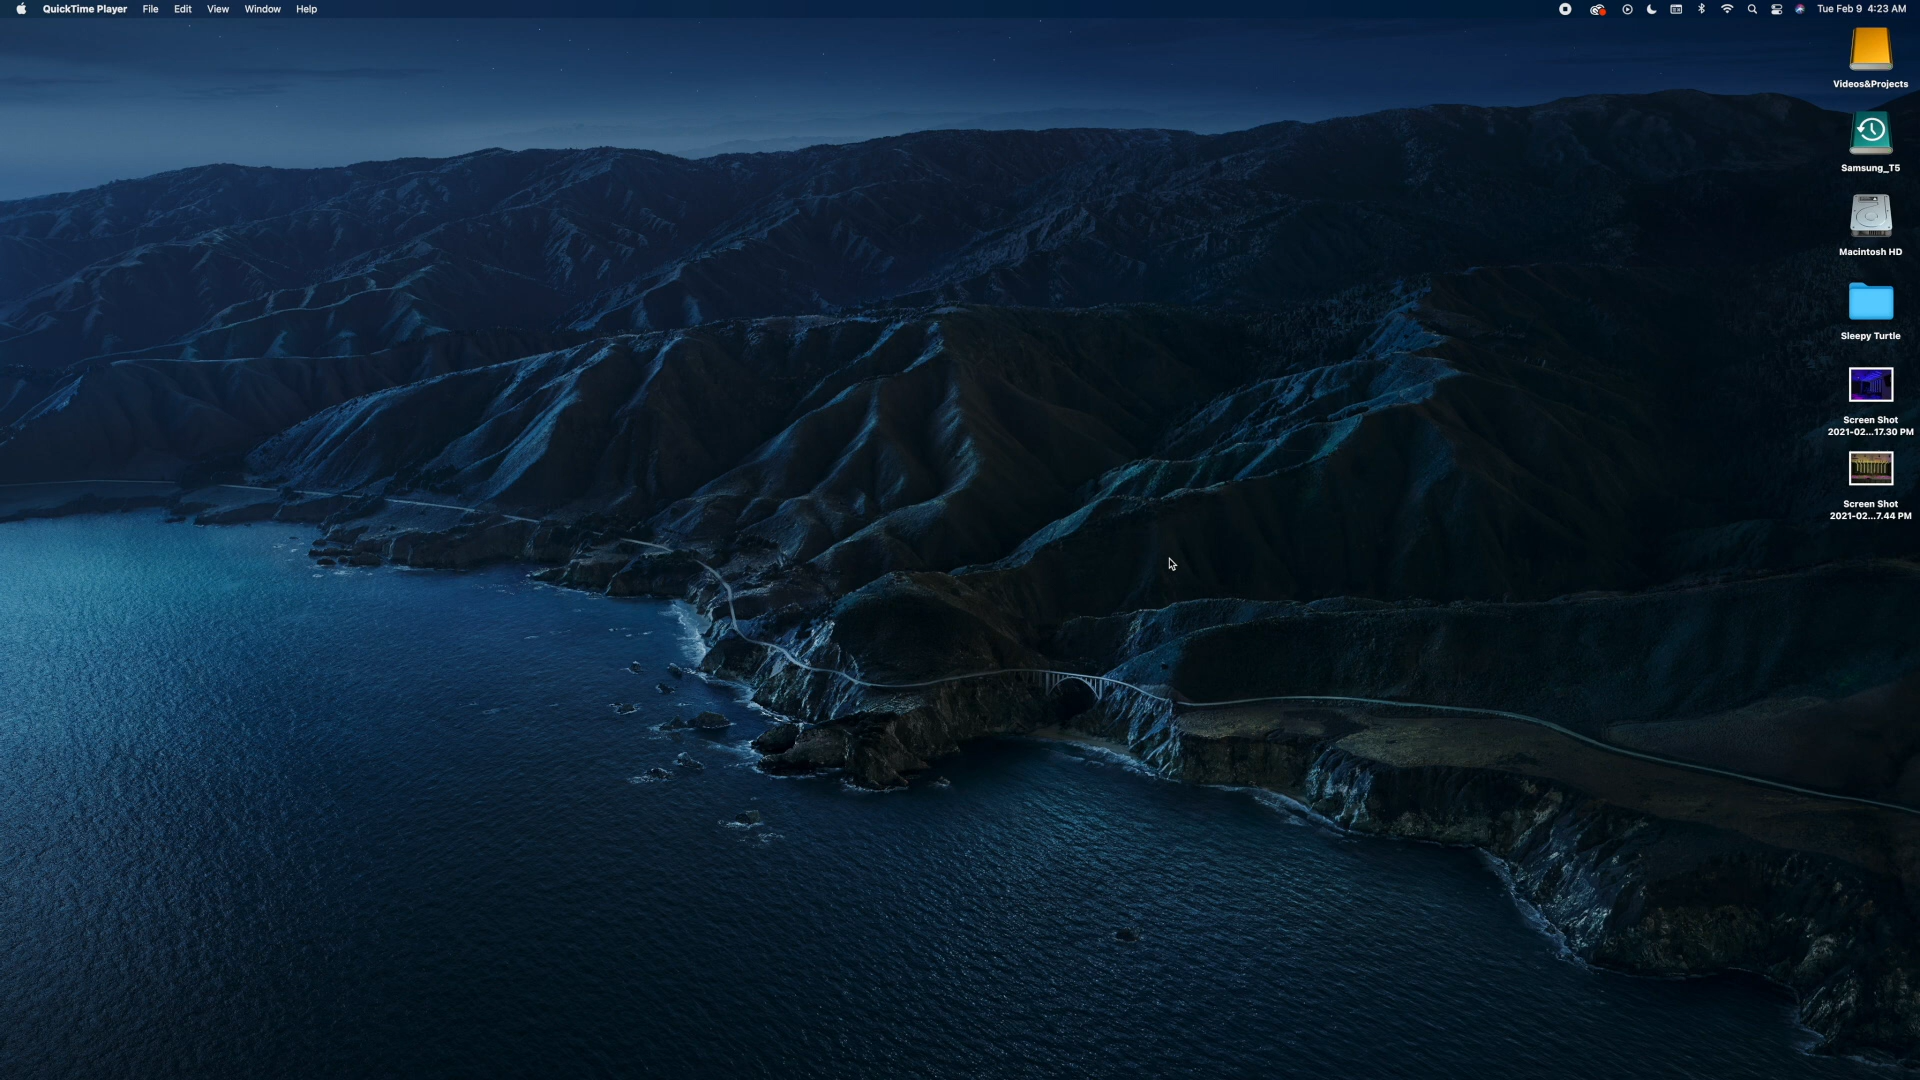 QuickTime Player File Edit View Window Help Tue Feb 9 4:23 AM
Videos&Projects
Samsung_T5
Macintosh HD
Sleepy Turtle
Screen Shot
2021-02...17.30 PM
Screen Shot
2021-02...7.44 PM